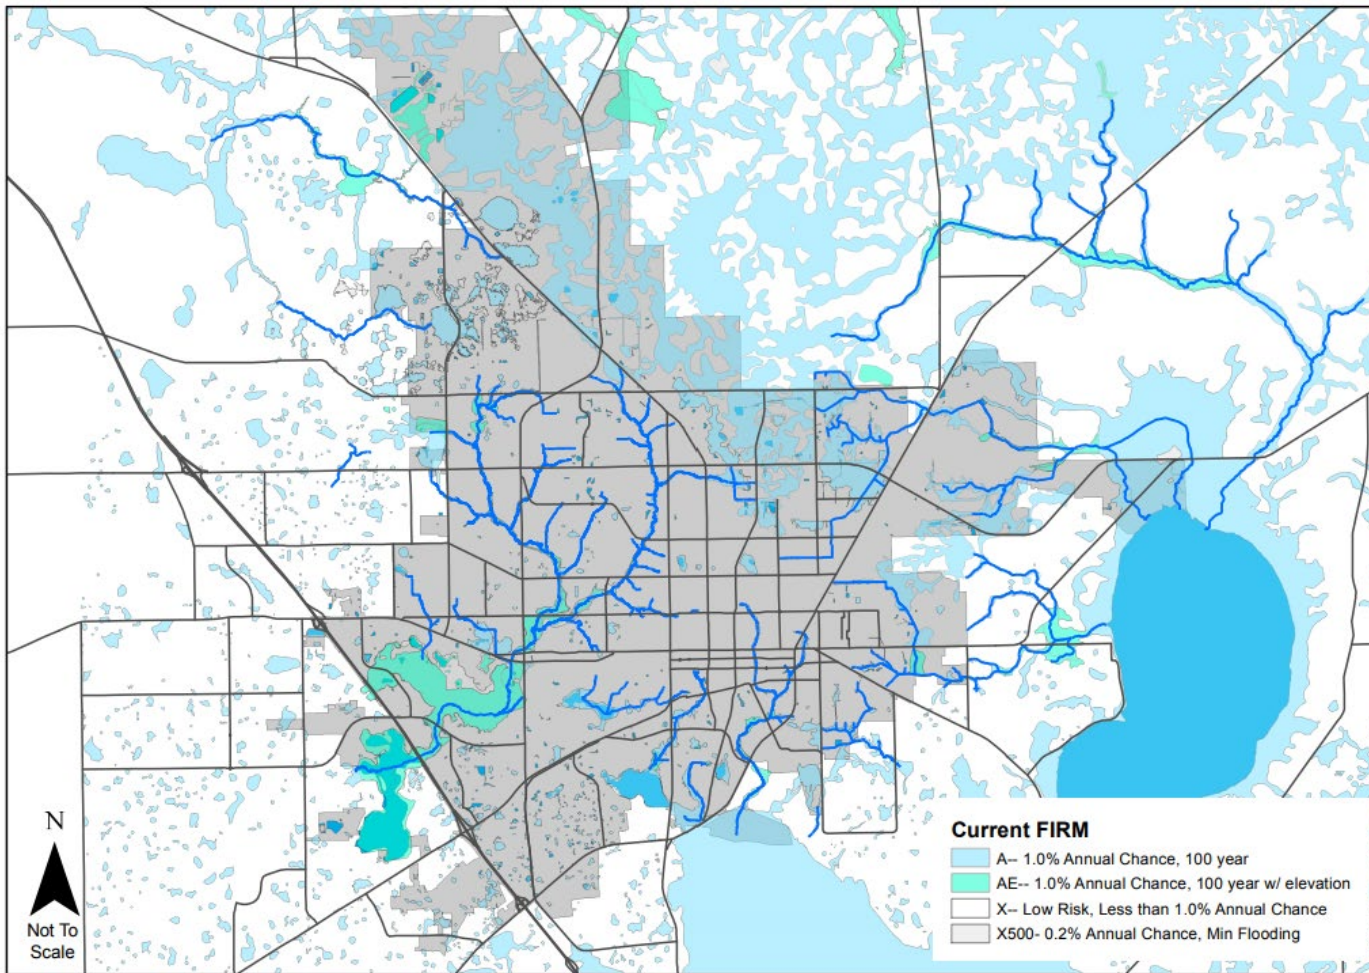 N
Not To
Scale
Current FIRM
A-- 1.0% Annual Chance, 100 year
AE-- 1.0% Annual Chance, 100 year w/ elevation
X-- Low Risk, Less than 1.0% Annual Chance
X500- 0.2% Annual Chance, Min Flooding